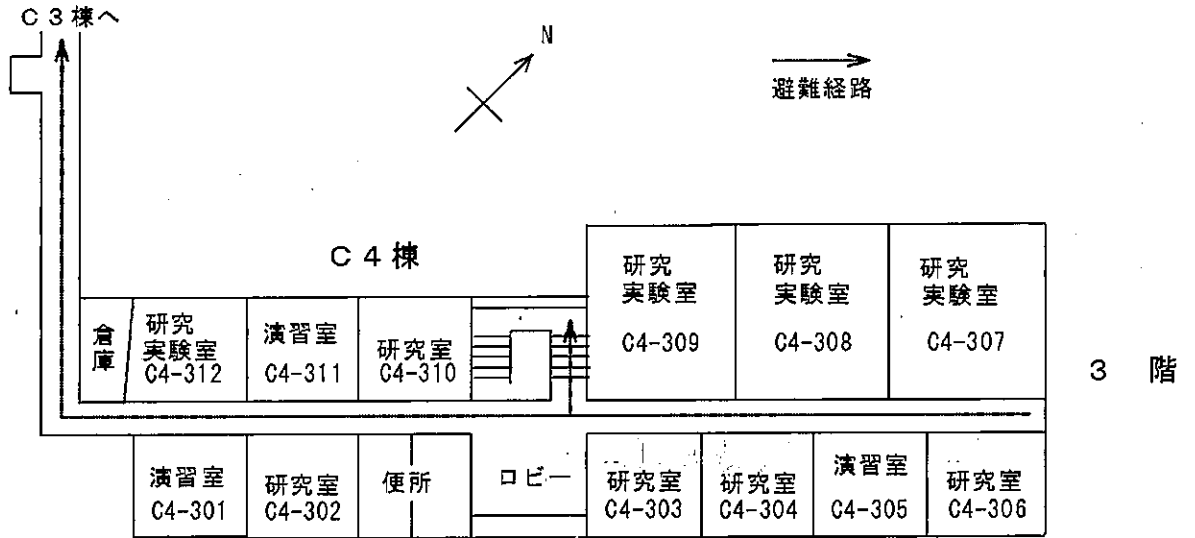 C3棟へ
N
避難経路
C4棟
研究
実験室
C4-309
研究
実験室
C4-308
研究
実験室
C4-307
3 階
倉庫
研究
実験室
C4-312
演習室
C4-311
研究室
C4-310
演習室
C4-301
研究室
C4-302
便所
ロビー
研究室
C4-303
研究室
C4-304
演習室
C4-305
研究室
C4-306